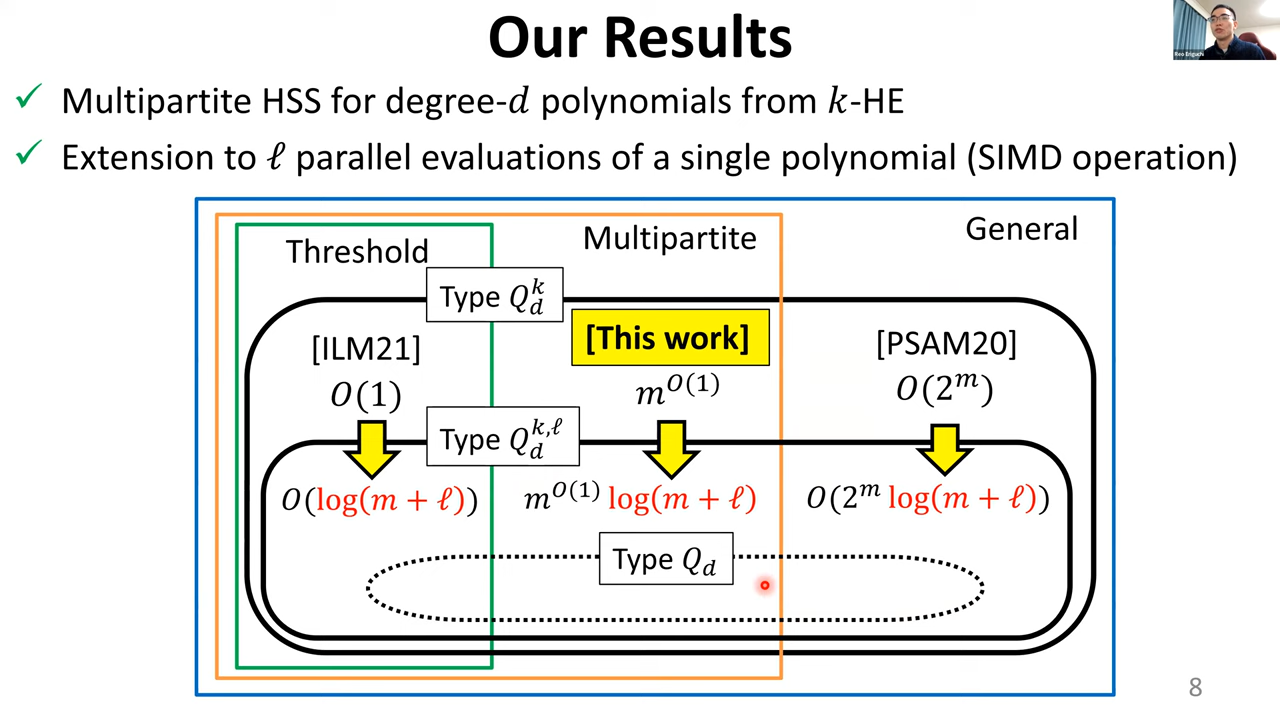 Our Results
Reo Eriguchi
✓ Multipartite HSS for degree-𝑑 polynomials from 𝑘-HE
✓ Extension to ℓ parallel evaluations of a single polynomial (SIMD operation)
Threshold
Multipartite
General
Type $Q_d^k$
[ILM21]
$O(1)$
[This work]
$m^{O(1)}$
[PSAM20]
$O(2^m)$
Type $Q_d^{k,ℓ}$
$O(\log(m + ℓ))$
$m^{O(1)} \log(m + ℓ)$
$O(2^m \log(m + ℓ))$
Type $Q_d$
8